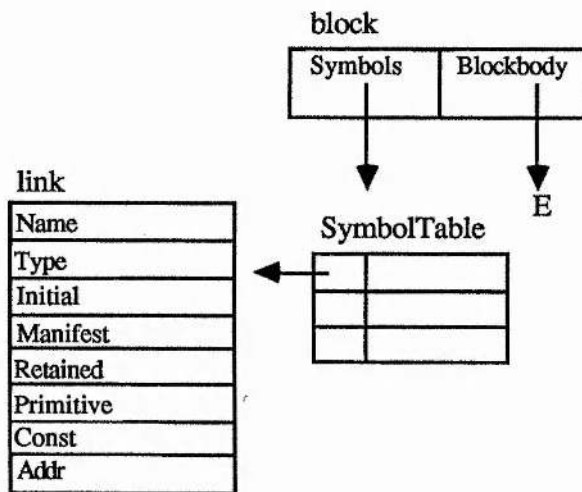 block
Symbols Blockbody
link
E
SymbolTable
Name
Type
Initial
Manifest
Retained
Primitive
Const
Addr